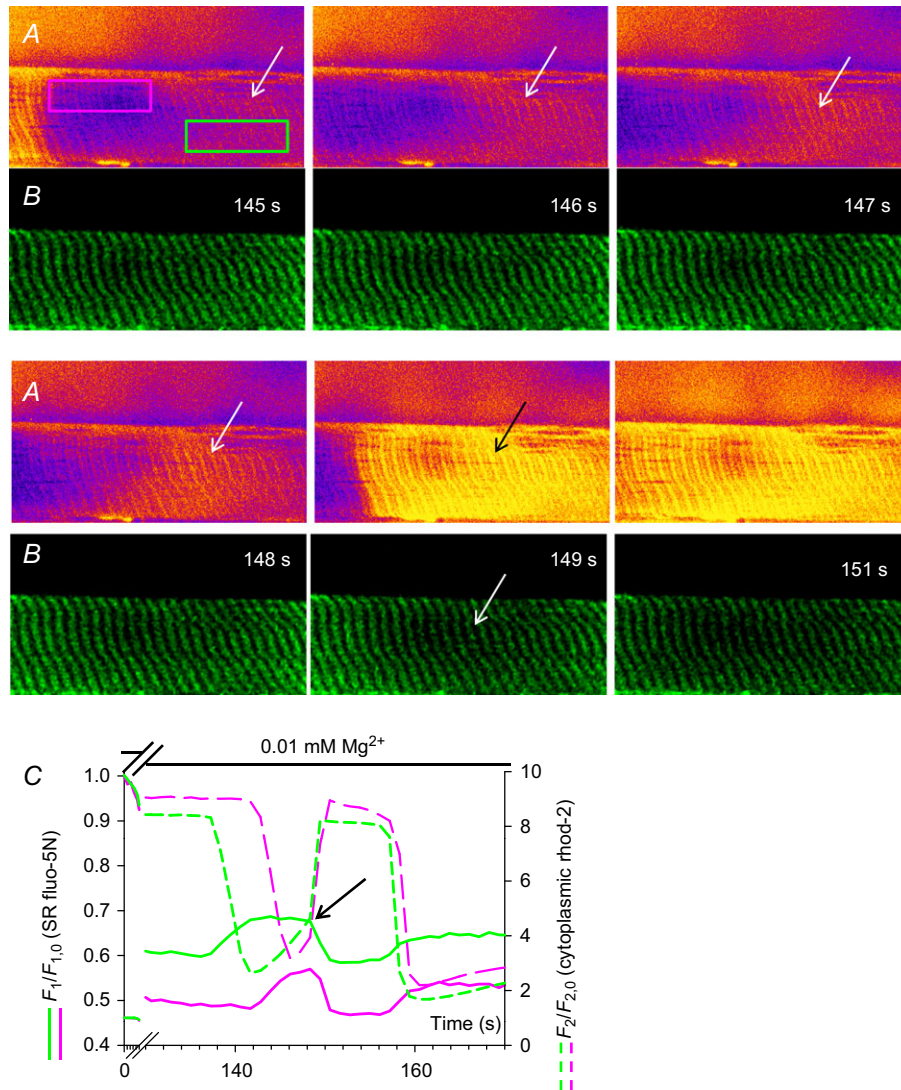 A
B
145 s
146 s
147 s
A
B
148 s
149 s
151 s
C
0.01 mM Mg2+
1.0
0.9
0.8
0.7
0.6
0.5
0.4
F1/F1,0 (SR fluo-5N)
10
8
6
4
2
0
F2/F2,0 (cytoplasmic rhod-2)
Time (s)
0
140
160